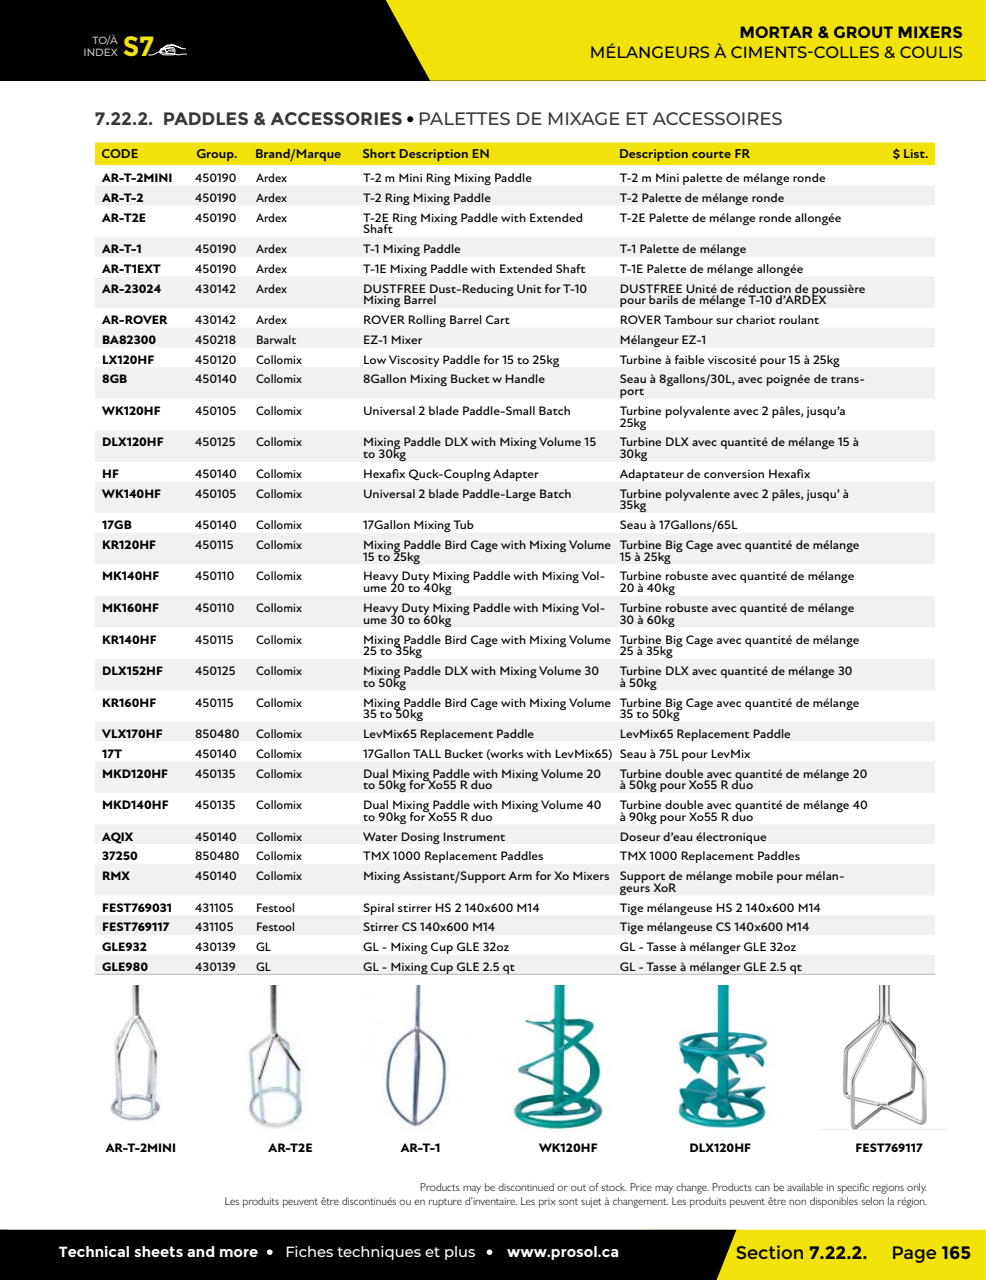 TO/À
INDEX S7
MORTAR & GROUT MIXERS
MÉLANGEURS À CIMENTS-COLLES & COULIS
7.22.2. PADDLES & ACCESSORIES • PALETTES DE MIXAGE ET ACCESSOIRES
CODE Group. Brand/Marque Short Description EN Description courte FR $ List.
AR-T-2MINI 450190 Ardex T-2 m Mini Ring Mixing Paddle T-2 m Mini palette de mélange ronde
AR-T-2 450190 Ardex T-2 Ring Mixing Paddle T-2 Palette de mélange ronde
AR-T2E 450190 Ardex T-2E Ring Mixing Paddle with Extended T-2E Palette de mélange ronde allongée
Shaft
AR-T-1 450190 Ardex T-1 Mixing Paddle T-1 Palette de mélange
AR-T1EXT 450190 Ardex T-1E Mixing Paddle with Extended Shaft T-1E Palette de mélange allongée
AR-23024 430142 Ardex DUSTFREE Dust-Reducing Unit for T-10 DUSTFREE Unité de réduction de poussière
Mixing Barrel pour barils de mélange T-10 d'ARDEX
AR-ROVER 430142 Ardex ROVER Rolling Barrel Cart ROVER Tambour sur chariot roulant
BA82300 450218 Barwalt EZ-1 Mixer Mélangeur EZ-1
LX120HF 450120 Collomix Low Viscosity Paddle for 15 to 25kg Turbine à faible viscosité pour 15 à 25kg
8GB 450140 Collomix 8Gallon Mixing Bucket w Handle Seau à 8gallons/30L, avec poignée de trans-
port
WK120HF 450105 Collomix Universal 2 blade Paddle-Small Batch Turbine polyvalente avec 2 pâles, jusqu'a
25kg
DLX120HF 450125 Collomix Mixing Paddle DLX with Mixing Volume 15 Turbine DLX avec quantité de mélange 15 à
to 30kg 30kg
HF 450140 Collomix Hexafix Quck-Couplng Adapter Adaptateur de conversion Hexafix
WK140HF 450105 Collomix Universal 2 blade Paddle-Large Batch Turbine polyvalente avec 2 pâles, jusqu' à
35kg
17GB 450140 Collomix 17Gallon Mixing Tub Seau à 17Gallons/65L
KR120HF 450115 Collomix Mixing Paddle Bird Cage with Mixing Volume Turbine Big Cage avec quantité de mélange
15 to 25kg 15 à 25kg
MK140HF 450110 Collomix Heavy Duty Mixing Paddle with Mixing Vol- Turbine robuste avec quantité de mélange
ume 20 to 40kg 20 à 40kg
MK160HF 450110 Collomix Heavy Duty Mixing Paddle with Mixing Vol- Turbine robuste avec quantité de mélange
ume 30 to 60kg 30 à 60kg
KR140HF 450115 Collomix Mixing Paddle Bird Cage with Mixing Volume Turbine Big Cage avec quantité de mélange
25 to 35kg 25 à 35kg
DLX152HF 450125 Collomix Mixing Paddle DLX with Mixing Volume 30 Turbine DLX avec quantité de mélange 30
to 50kg à 50kg
KR160HF 450115 Collomix Mixing Paddle Bird Cage with Mixing Volume Turbine Big Cage avec quantité de mélange
35 to 50kg 35 to 50kg
VLX170HF 850480 Collomix LevMix65 Replacement Paddle LevMix65 Replacement Paddle
17T 450140 Collomix 17Gallon TALL Bucket (works with LevMix65) Seau à 75L pour LevMix
MKD120HF 450135 Collomix Dual Mixing Paddle with Mixing Volume 20 Turbine double avec quantité de mélange 20
to 50kg for Xo55 R duo à 50kg pour Xo55 R duo
MKD140HF 450135 Collomix Dual Mixing Paddle with Mixing Volume 40 Turbine double avec quantité de mélange 40
to 90kg for Xo55 R duo à 90kg pour Xo55 R duo
AQIX 450140 Collomix Water Dosing Instrument Doseur d'eau électronique
37250 850480 Collomix TMX 1000 Replacement Paddles TMX 1000 Replacement Paddles
RMX 450140 Collomix Mixing Assistant/Support Arm for Xo Mixers Support de mélange mobile pour mélan-
geurs XoR
FEST769031 431105 Festool Spiral stirrer HS 2 140x600 M14 Tige mélangeuse HS 2 140x600 M14
FEST769117 431105 Festool Stirrer CS 140x600 M14 Tige mélangeuse CS 140x600 M14
GLE932 430139 GL GL - Mixing Cup GLE 32oz GL - Tasse à mélanger GLE 32oz
GLE980 430139 GL GL - Mixing Cup GLE 2.5 qt GL - Tasse à mélanger GLE 2.5 qt
AR-T-2MINI AR-T2E AR-T-1 WK120HF DLX120HF FEST769117
Products may be discontinued or out of stock. Price may change. Products can be available in specific regions only.
Les produits peuvent être discontinués ou en rupture d'inventaire. Les prix sont sujet à changement. Les produits peuvent être non disponibles selon la région.
Technical sheets and more • Fiches techniques et plus • www.prosol.ca Section 7.22.2. Page 165